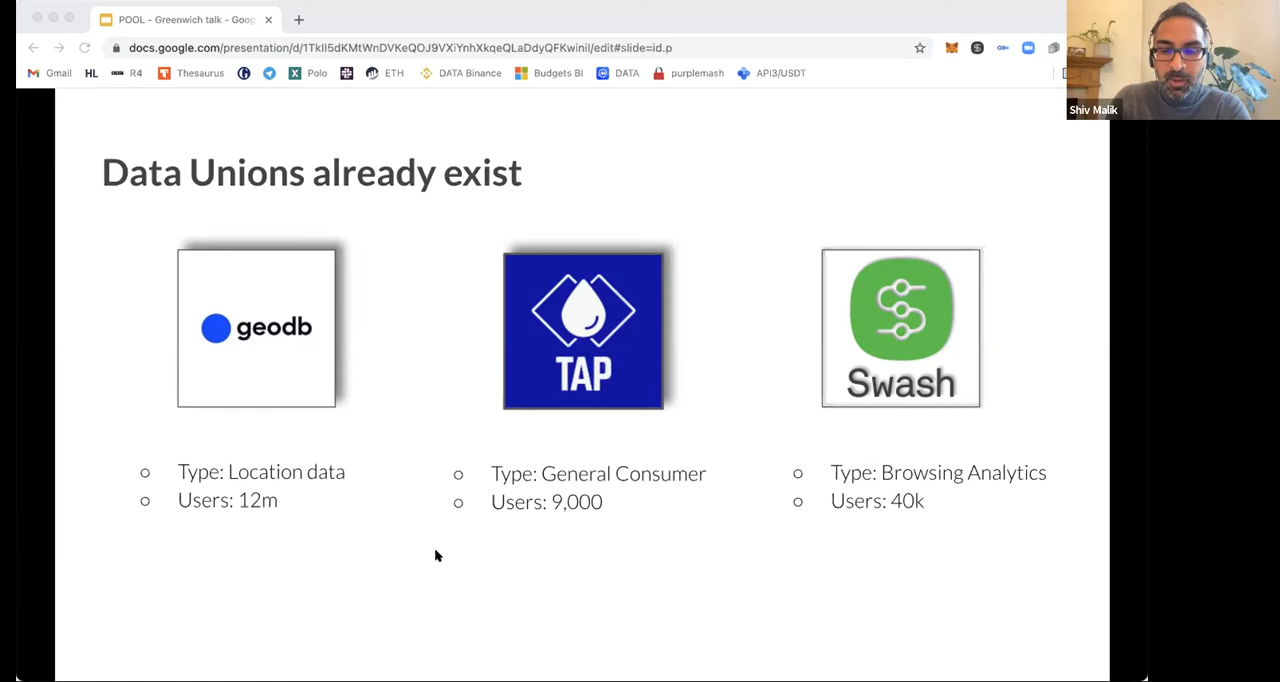 POOL - Greenwich talk - Goog
docs.google.com/presentation/d/1TkIl5dKMtWnDVKeQOJ9VXiYnhXkqeQLaDdyQFKwiniI/edit#slide=id.p
Gmail HL R4 Thesaurus Polo ETH DATA Binance Budgets BI DATA purplemash API3/USDT
Shiv Malik
Data Unions already exist
geodb
TAP
Swash
Type: Location data
Users: 12m
Type: General Consumer
Users: 9,000
Type: Browsing Analytics
Users: 40k